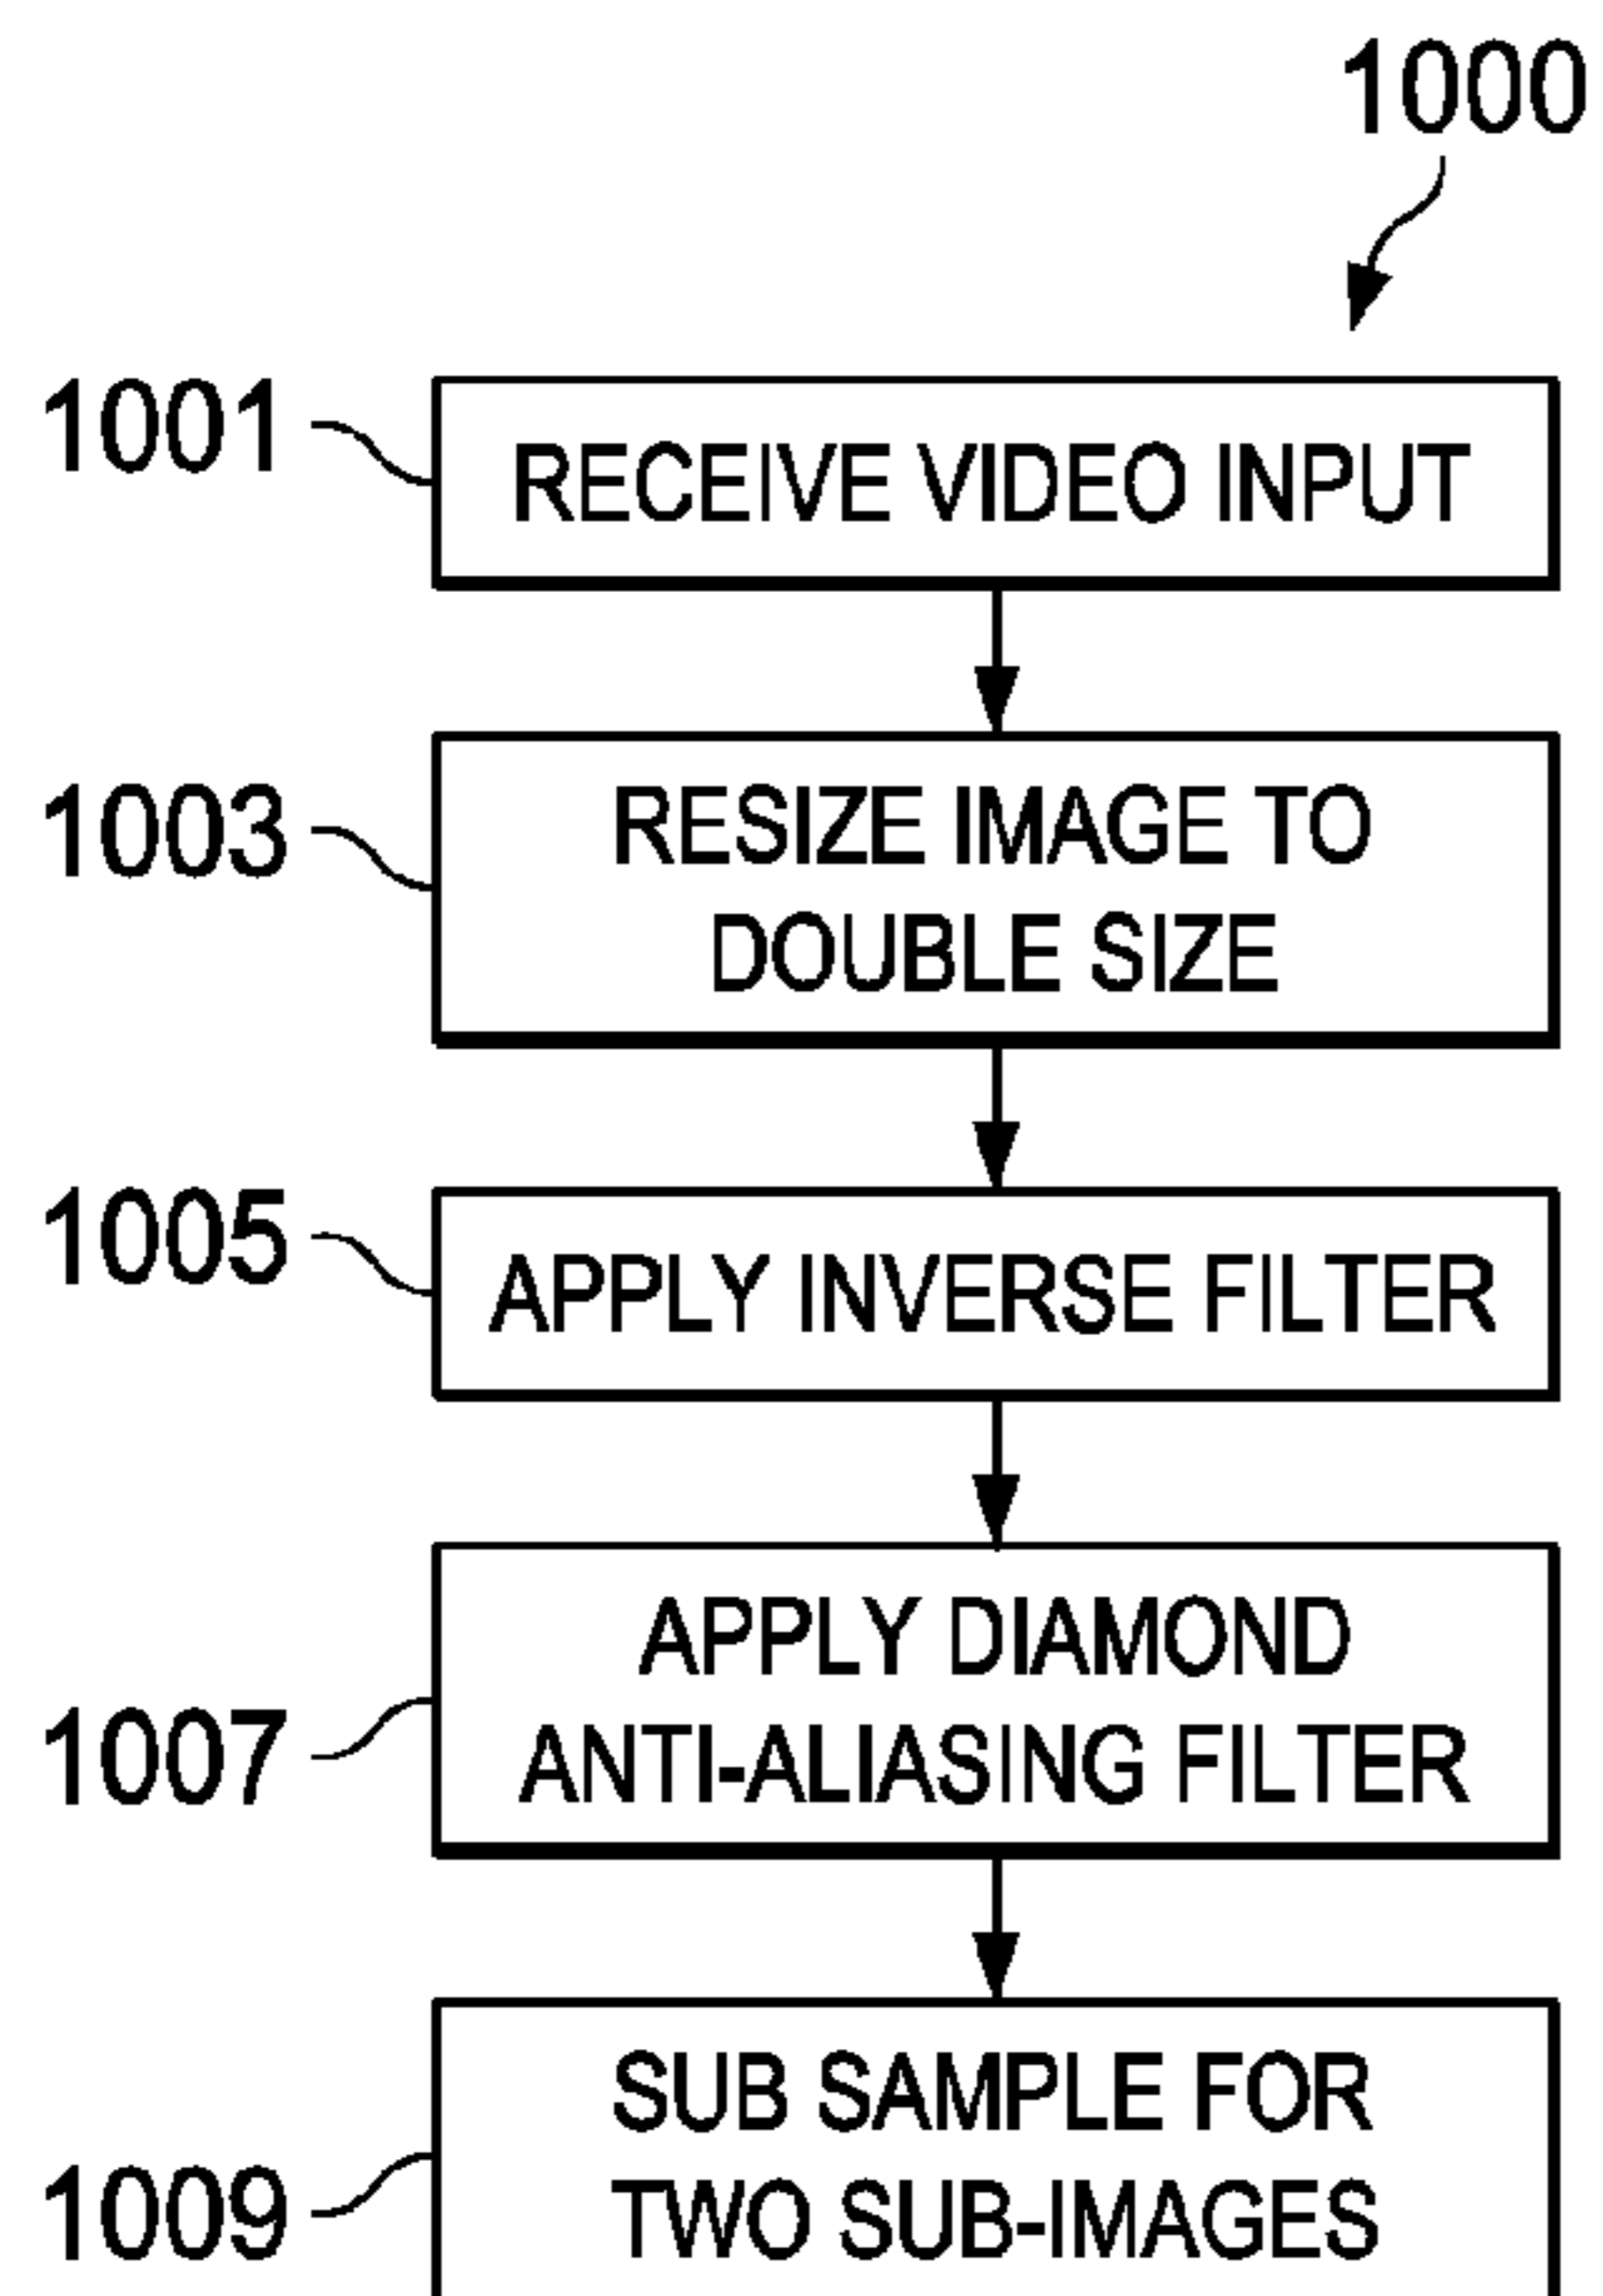 1000
1001
RECEIVE VIDEO INPUT
1003
RESIZE IMAGE TO
DOUBLE SIZE
1005
APPLY INVERSE FILTER
1007
APPLY DIAMOND
ANTI-ALIASING FILTER
1009
SUB SAMPLE FOR
TWO SUB-IMAGES